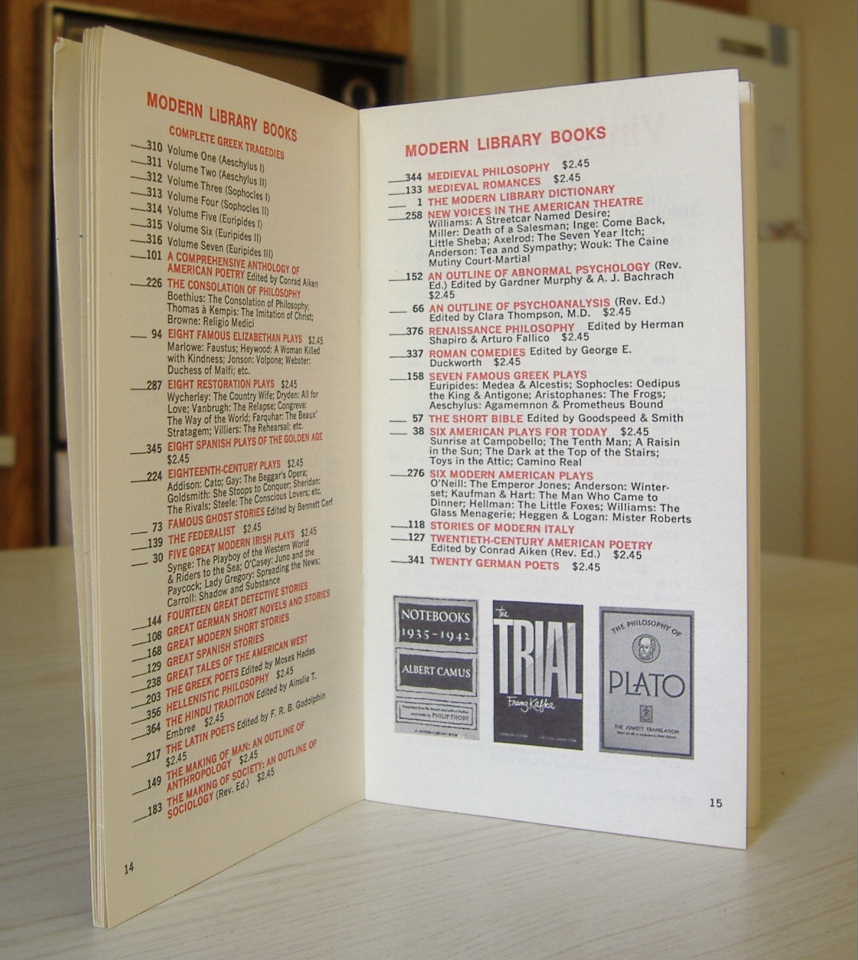 MODERN LIBRARY BOOKS
COMPLETE GREEK TRAGEDIES
310 Volume One (Aeschylus I)
311 Volume Two (Aeschylus II)
312 Volume Three (Sophocles I)
313 Volume Four (Sophocles II)
314 Volume Five (Euripides I)
315 Volume Six (Euripides II)
316 Volume Seven (Euripides III)
101 A COMPREHENSIVE ANTHOLOGY OF
AMERICAN POETRY Edited by Conrad Aiken
226 THE CONSOLATION OF PHILOSOPHY
Boethius: The Consolation of Philosophy;
Thomas à Kempis: The Imitation of Christ;
Browne: Religio Medici
94 EIGHT FAMOUS ELIZABETHAN PLAYS $2.45
Marlowe: Faustus; Heywood: A Woman Killed
with Kindness; Jonson: Volpone; Webster:
Duchess of Malfi; etc.
287 EIGHT RESTORATION PLAYS $2.45
Wycherley: The Country Wife; Dryden: All for
Love; Vanbrugh: The Relapse; Congreve:
The Way of the World; Farquhar: The Beaux'
Stratagem; Villiers: The Rehearsal; etc.
345 EIGHT SPANISH PLAYS OF THE GOLDEN AGE
$2.45
224 EIGHTEENTH-CENTURY PLAYS $2.45
Addison: Cato; Gay: The Beggar's Opera;
Goldsmith: She Stoops to Conquer; Sheridan:
The Rivals; Steele: The Conscious Lovers; etc.
73 FAMOUS GHOST STORIES Edited by Bennett Cerf
139 THE FEDERALIST $2.45
30 FIVE GREAT MODERN IRISH PLAYS $2.45
Synge: The Playboy of the Western World
& Riders to the Sea; O'Casey: Juno and the
Paycock; Lady Gregory: Spreading the News;
Carroll: Shadow and Substance
144 FOURTEEN GREAT DETECTIVE STORIES
108 GREAT GERMAN SHORT NOVELS AND STORIES
168 GREAT MODERN SHORT STORIES
129 GREAT SPANISH STORIES
238 GREAT TALES OF THE AMERICAN WEST
203 THE GREEK POETS Edited by Moses Hadas
356 HELLENISTIC PHILOSOPHY $2.45
364 THE HINDU TRADITION Edited by Ainslie T.
Embree $2.45
217 THE LATIN POETS Edited by F. R. B. Godolphin
$2.45
149 THE MAKING OF MAN: AN OUTLINE OF
ANTHROPOLOGY $2.45
183 THE MAKING OF SOCIETY: AN OUTLINE OF
SOCIOLOGY (Rev. Ed.) $2.45
14
MODERN LIBRARY BOOKS
344 MEDIEVAL PHILOSOPHY $2.45
133 MEDIEVAL ROMANCES $2.45
1 THE MODERN LIBRARY DICTIONARY
258 NEW VOICES IN THE AMERICAN THEATRE
Williams: A Streetcar Named Desire;
Miller: Death of a Salesman; Inge: Come Back,
Little Sheba; Axelrod: The Seven Year Itch;
Anderson: Tea and Sympathy; Wouk: The Caine
Mutiny Court-Martial
152 AN OUTLINE OF ABNORMAL PSYCHOLOGY (Rev.
Ed.) Edited by Gardner Murphy & A. J. Bachrach
$2.45
66 AN OUTLINE OF PSYCHOANALYSIS (Rev. Ed.)
Edited by Clara Thompson, M.D. $2.45
376 RENAISSANCE PHILOSOPHY Edited by Herman
Shapiro & Arturo Fallico $2.45
337 ROMAN COMEDIES Edited by George E.
Duckworth $2.45
158 SEVEN FAMOUS GREEK PLAYS
Euripides: Medea & Alcestis; Sophocles: Oedipus
the King & Antigone; Aristophanes: The Frogs;
Aeschylus: Agamemnon & Prometheus Bound
57 THE SHORT BIBLE Edited by Goodspeed & Smith
38 SIX AMERICAN PLAYS FOR TODAY $2.45
Sunrise at Campobello; The Tenth Man; A Raisin
in the Sun; The Dark at the Top of the Stairs;
Toys in the Attic; Camino Real
276 SIX MODERN AMERICAN PLAYS
O'Neill: The Emperor Jones; Anderson: Winter-
set; Kaufman & Hart: The Man Who Came to
Dinner; Hellman: The Little Foxes; Williams: The
Glass Menagerie; Heggen & Logan: Mister Roberts
118 STORIES OF MODERN ITALY
127 TWENTIETH-CENTURY AMERICAN POETRY
Edited by Conrad Aiken (Rev. Ed.) $2.45
341 TWENTY GERMAN POETS $2.45
NOTEBOOKS
1935-1942
ALBERT CAMUS
PHILIP THODY
the
TRIAL
Franz Kafka
THE PHILOSOPHY OF
PLATO
THE JOWETT TRANSLATION
15